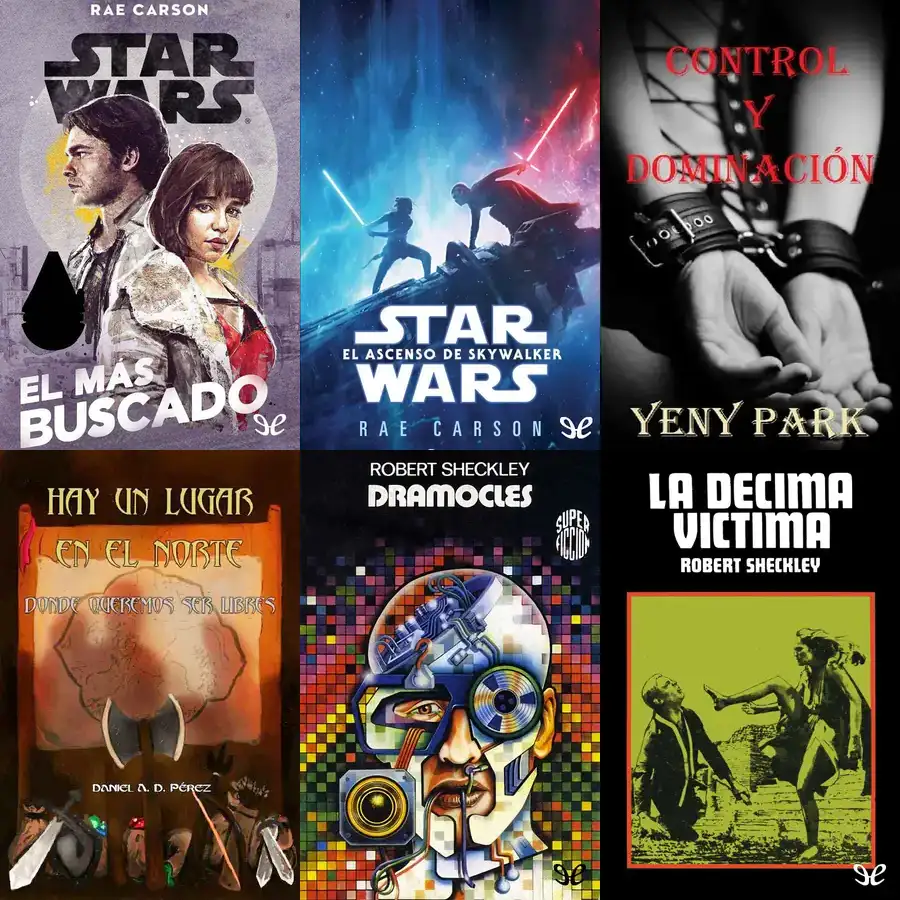 RAE CARSON
STAR
WARS
EL MÁS
BUSCADO
STAR
EL ASCENSO DE SKYWALKER
WARS
RAE CARSON
CONTROL
Y
DOMINACIÓN
YENY PARK
HAY UN LUGAR
EN EL NORTE
DONDE QUEREMOS SER LIBRES
DANIEL A. D. PÉREZ
ROBERT SHECKLEY
DRAMOCLES
SUPER
FICCION
LA DECIMA
VICTIMA
ROBERT SHECKLEY